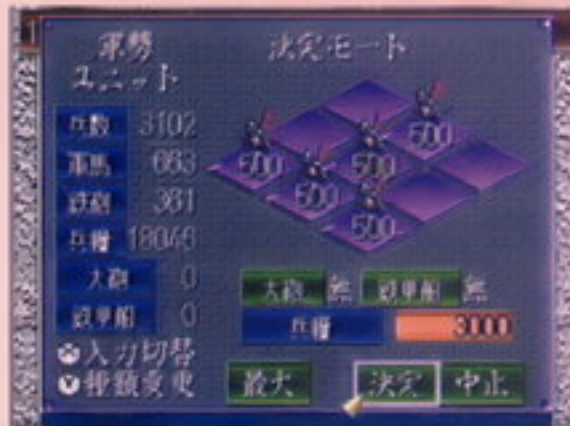 軍勢
ユニット
決定モード
兵数 3102
軍馬 663
鉄砲 361
兵糧 18046
大砲 0
鉄甲船 0
500
500
500
500
500
大砲 無 鉄甲船 無
兵糧 3000
Ⓧ入力切替
Ⓨ種類変更
最大 決定 中止